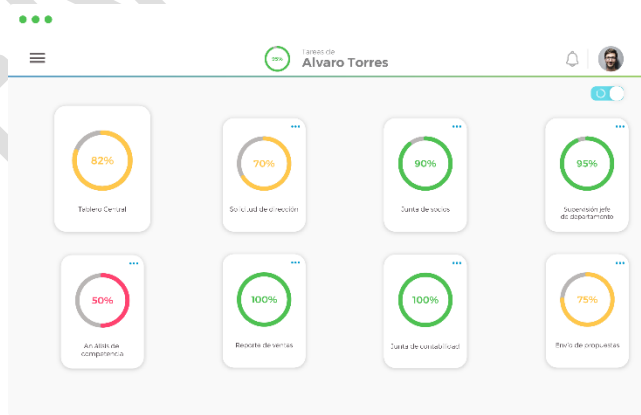 95%
Tareas de
Alvaro Torres
82%
Tablero Central
70%
Solicitud de dirección
90%
Junta de socios
95%
Supervisión jefe
de departamento
50%
Análisis de
competencia
100%
Reporte de ventas
100%
Junta de contabilidad
75%
Envío de propuestas